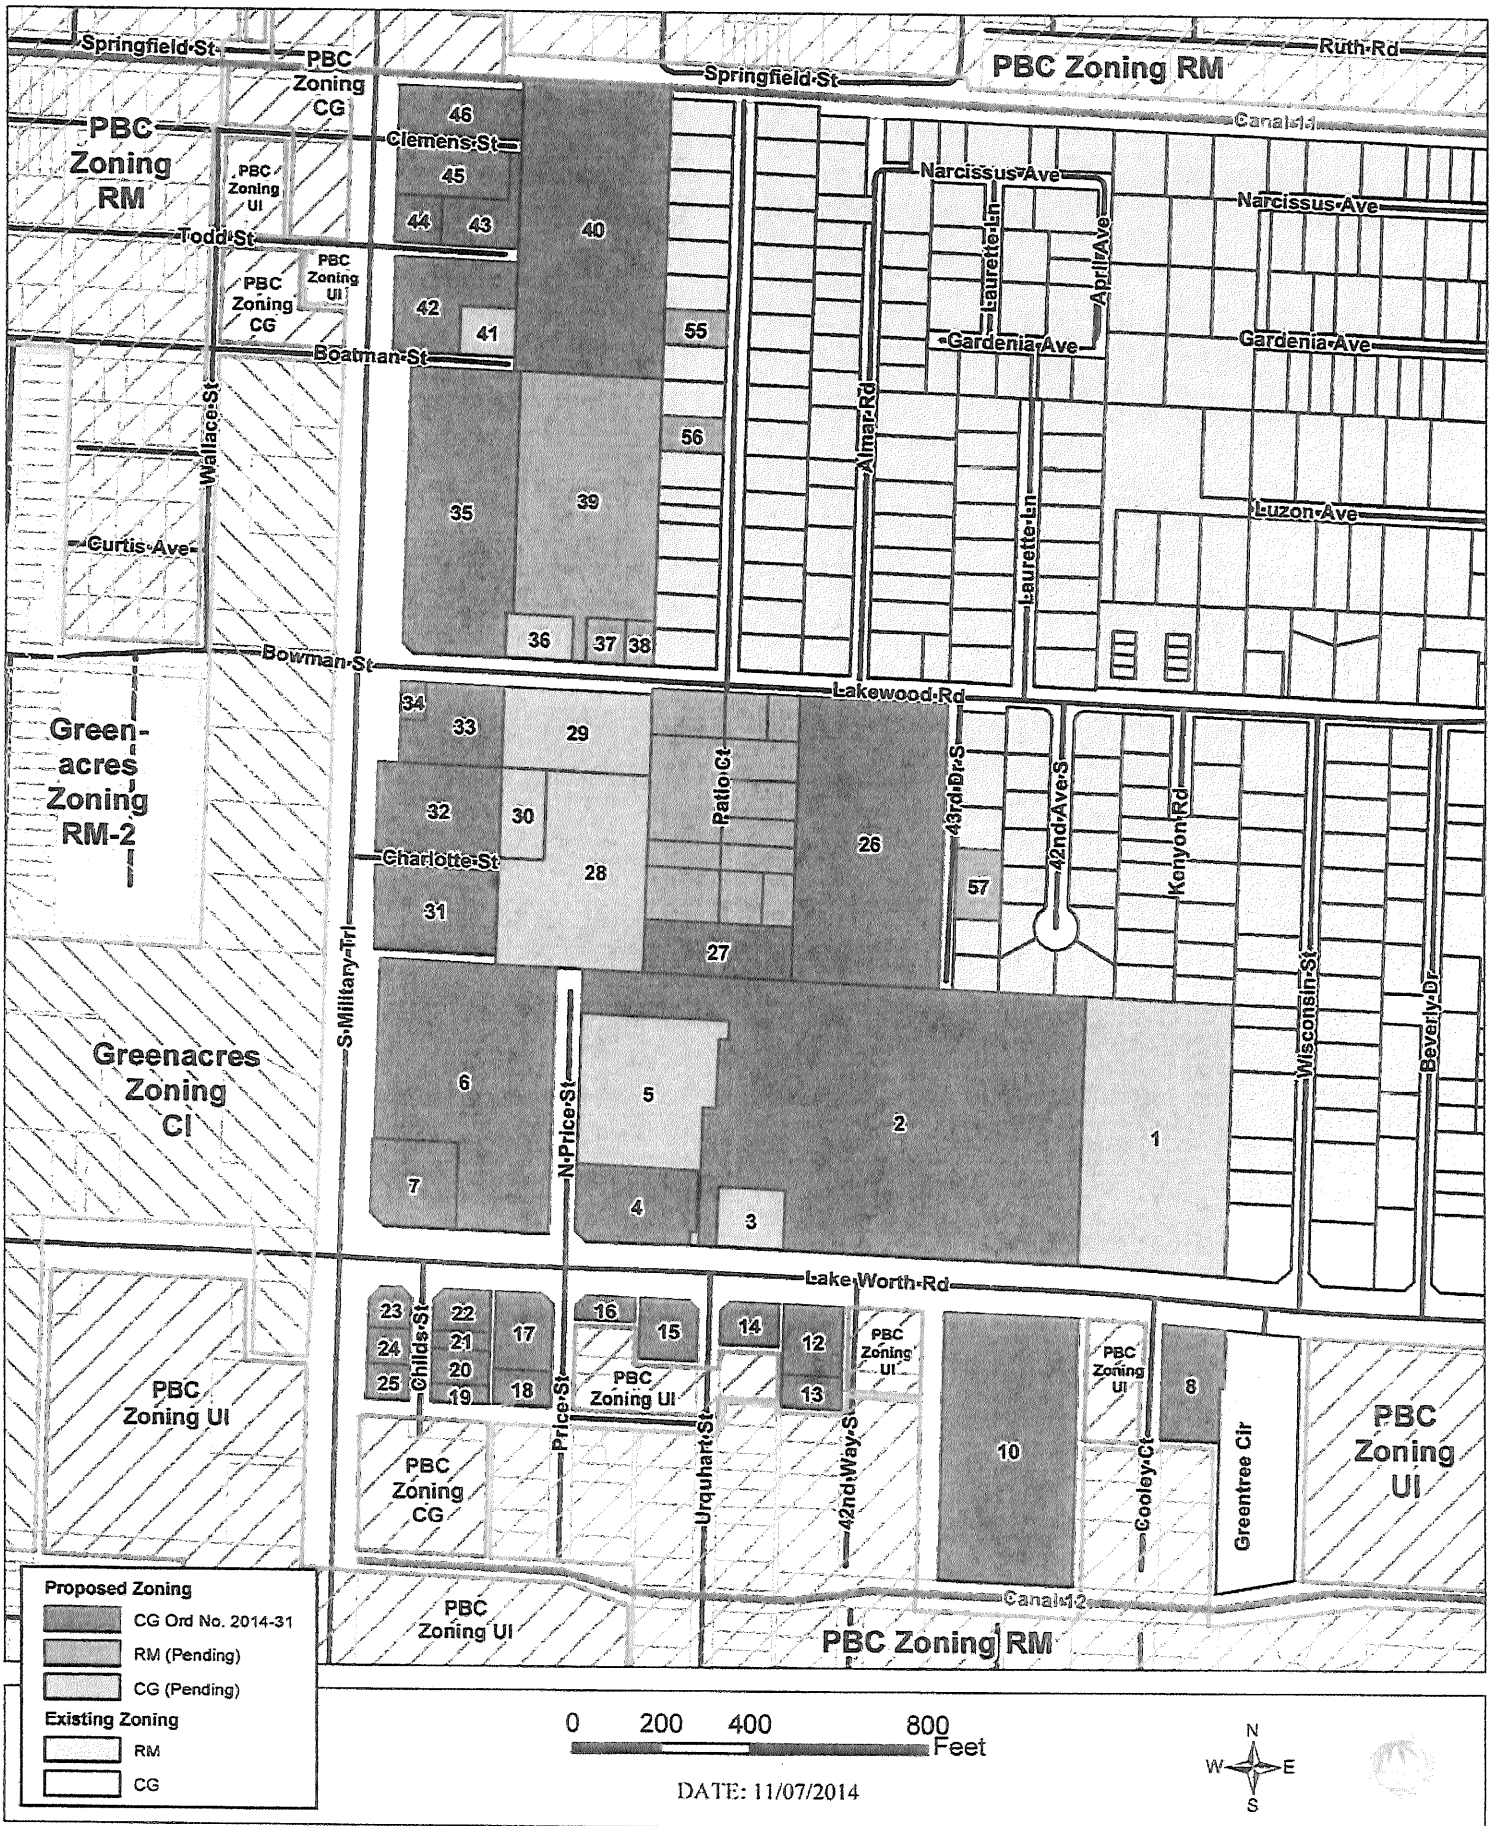 Springfield St
PBC
Zoning
CG
Springfield St
Ruth Rd
PBC Zoning RM
Canal 11
PBC
Zoning
RM
46
Clemens St
45
PBC
Zoning
UI
44
43
40
Narcissus Ave
Narcissus Ave
Laurette Ln
April Ave
Todd St
PBC
Zoning
UI
PBC
Zoning
CG
42
41
55
Gardenia Ave
Gardenia Ave
Boatman St
Wallace St
Almar Rd
56
39
35
Luzon Ave
Laurette Ln
Curtis Ave
36
37
38
Bowman St
Lakewood Rd
34
33
29
Green-
acres
Zoning
RM-2
Patio Ct
43rd Dr S
42nd Ave S
Kenyon Rd
32
30
26
Charlotte St
28
57
31
27
S Military Trl
Wisconsin St
Beverly Dr
Greenacres
Zoning
CI
6
N Price St
5
2
1
7
4
3
Lake Worth Rd
23
22
17
16
15
14
12
PBC
Zoning
UI
24
21
Childs St
20
25
19
18
Price St
PBC
Zoning UI
13
PBC
Zoning
UI
8
PBC
Zoning UI
Urquhart St
42nd Way S
10
Cooley Ct
Greentree Cir
PBC
Zoning
UI
PBC
Zoning
CG
Canal 12
PBC
Zoning UI
PBC Zoning RM
Proposed Zoning
CG Ord No. 2014-31
RM (Pending)
CG (Pending)
Existing Zoning
RM
CG
0 200 400 800
Feet
DATE: 11/07/2014
N
W E
S